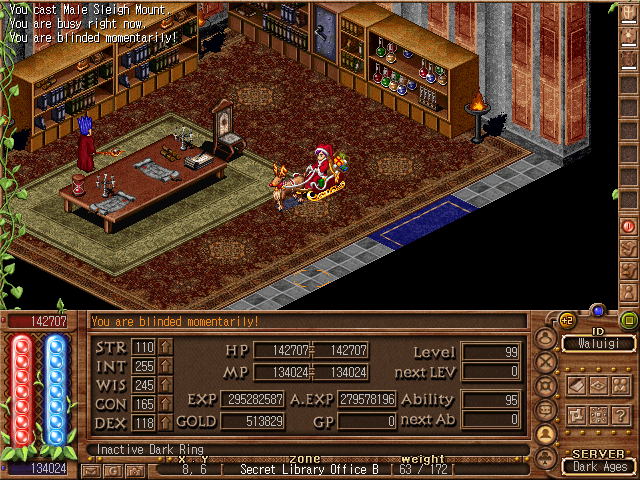 You cast Male Sleigh Mount.
You are busy right now.
You are blinded momentarily!
142707
You are blinded momentarily!
+2
ID
Waluigi
STR 110
INT 255
WIS 245
CON 165
DEX 118
HP 142707 / 142707
MP 134024 / 134024
EXP 295282587 A.EXP 279578196
GOLD 513829 GP 0
Level 99
next LEV 0
Ability 95
next Ab 0
Inactive Dark Ring
X Y zone weight
134024
8, 6 [ Secret Library Office B [ 63 / 172 [
G
?
SERVER
Dark Ages